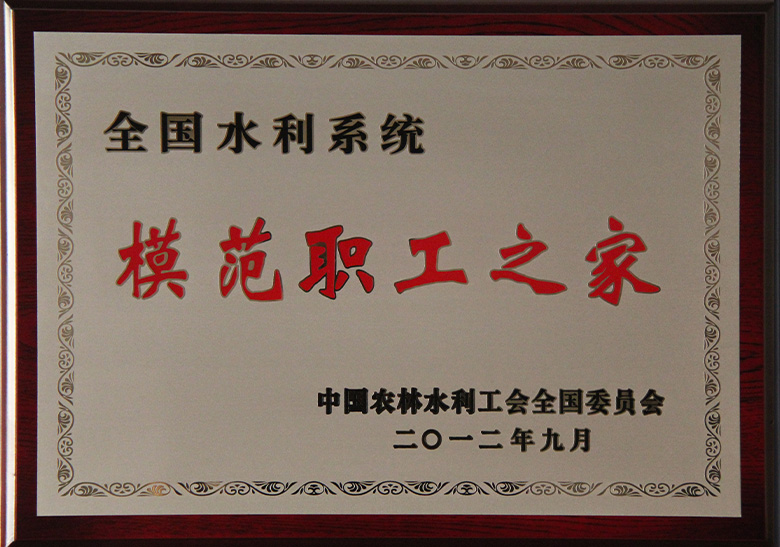 全国水利系统
模范职工之家
中国农林水利工会全国委员会
二〇一二年九月